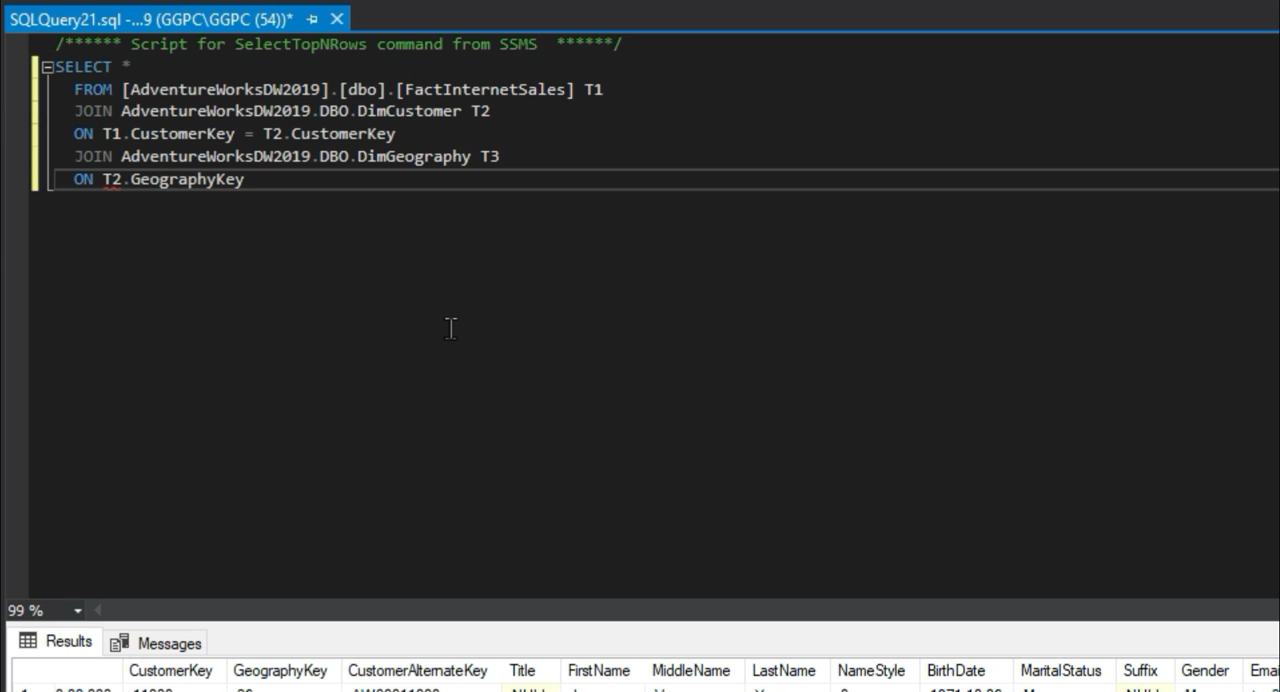 SQLQuery21.sql -...9 (GGPC\GGPC (54))*
/****** Script for SelectTopNRows command from SSMS  ******/
SELECT *
FROM [AdventureWorksDW2019].[dbo].[FactInternetSales] T1
JOIN AdventureWorksDW2019.DBO.DimCustomer T2
ON T1.CustomerKey = T2.CustomerKey
JOIN AdventureWorksDW2019.DBO.DimGeography T3
ON T2.GeographyKey
99 %
Results Messages
CustomerKey GeographyKey CustomerAlternateKey Title FirstName MiddleName LastName NameStyle BirthDate MaritalStatus Suffix Gender